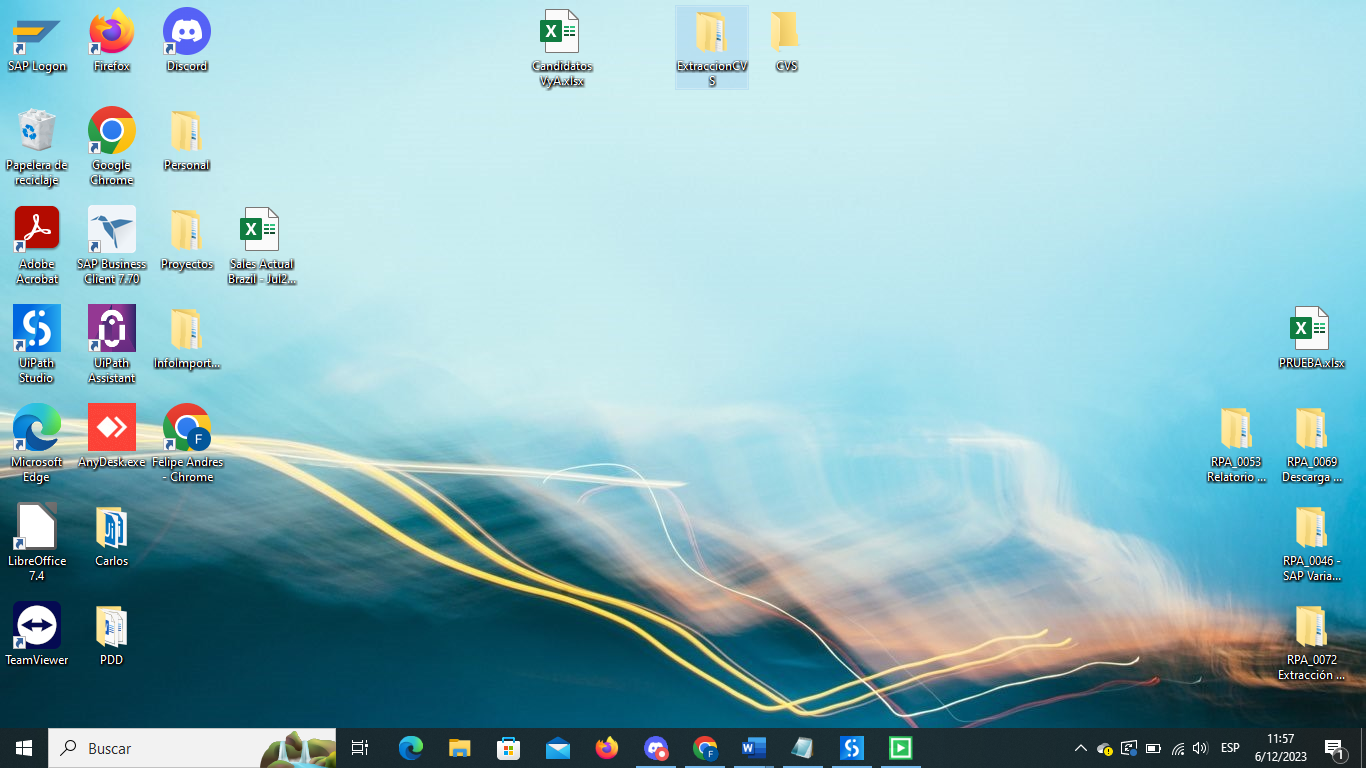 SAP Logon
Firefox
Discord
Candidatos
VyA.xlsx
ExtraccionCV
S
CVS
Papelera de
reciclaje
Google
Chrome
Personal
Adobe
Acrobat
SAP Business
Client 7.70
Proyectos
Sales Actual
Brazil - Jul2...
UiPath
Studio
UiPath
Assistant
InfoImport...
PRUEBA.xlsx
Microsoft
Edge
AnyDesk.exe
F
Felipe Andres
- Chrome
RPA_0053
Relatorio ...
RPA_0069
Descarga ...
LibreOffice
7.4
Carlos
RPA_0046 -
SAP Varia...
TeamViewer
PDD
RPA_0072
Extracción ...
Buscar
ESP
11:57
6/12/2023
1